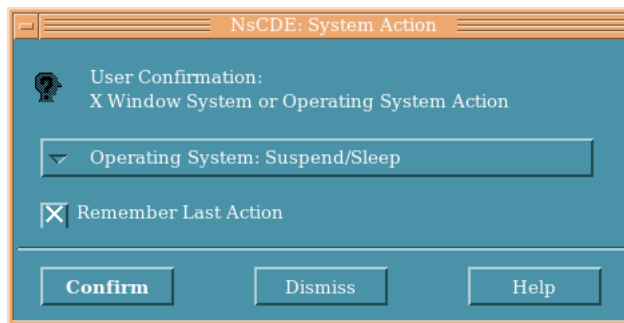 NsCDE: System Action
User Confirmation:
X Window System or Operating System Action
Operating System: Suspend/Sleep
Remember Last Action
Confirm
Dismiss
Help